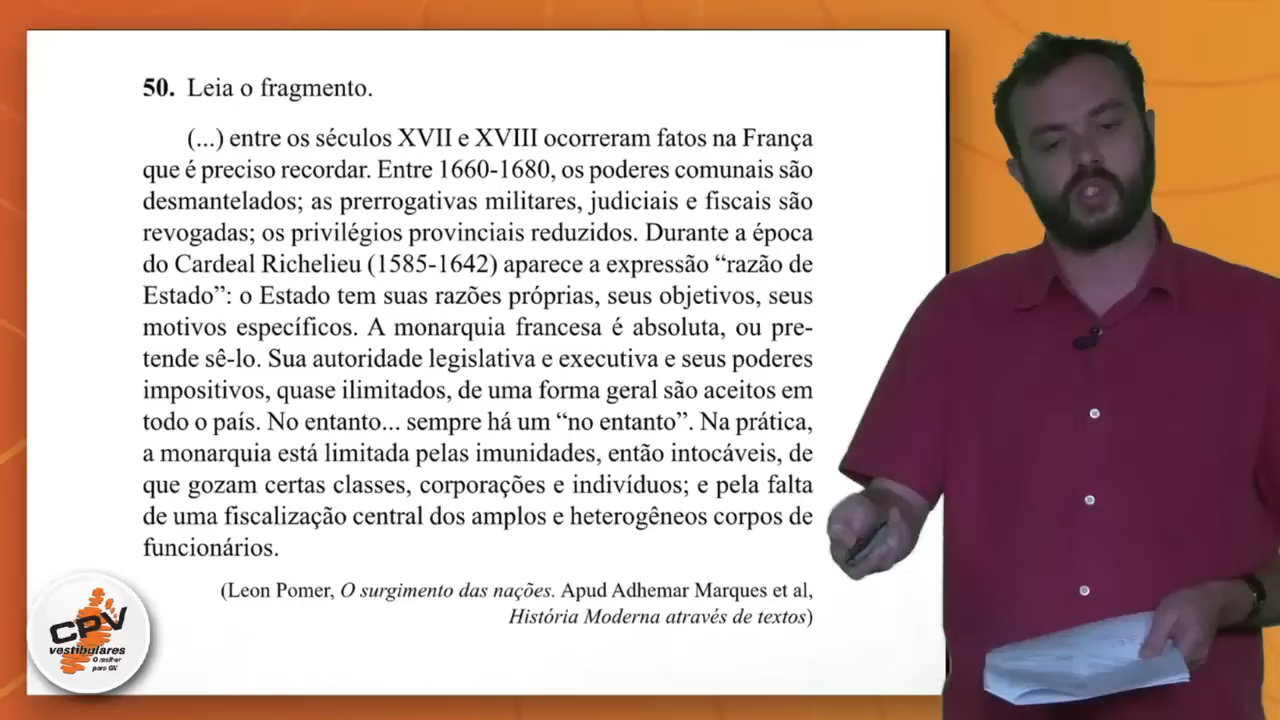 50. Leia o fragmento.
(...) entre os séculos XVII e XVIII ocorreram fatos na França
que é preciso recordar. Entre 1660-1680, os poderes comunais são
desmantelados; as prerrogativas militares, judiciais e fiscais são
revogadas; os privilégios provinciais reduzidos. Durante a época
do Cardeal Richelieu (1585-1642) aparece a expressão “razão de
Estado”: o Estado tem suas razões próprias, seus objetivos, seus
motivos específicos. A monarquia francesa é absoluta, ou pre-
tende sê-lo. Sua autoridade legislativa e executiva e seus poderes
impositivos, quase ilimitados, de uma forma geral são aceitos em
todo o país. No entanto... sempre há um “no entanto”. Na prática,
a monarquia está limitada pelas imunidades, então intocáveis, de
que gozam certas classes, corporações e indivíduos; e pela falta
de uma fiscalização central dos amplos e heterogêneos corpos de
funcionários.
(Leon Pomer, O surgimento das nações. Apud Adhemar Marques et al,
História Moderna através de textos)
CPV
vestibulares
O melhor
para GV